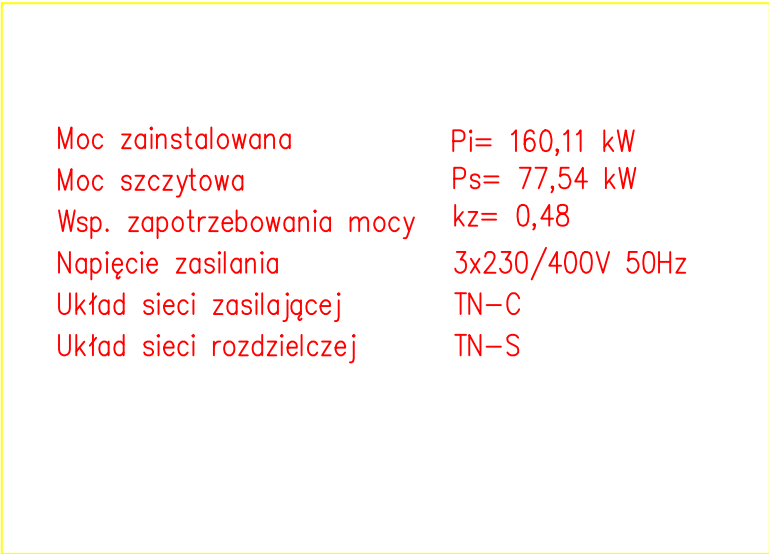 Moc zainstalowana Pi= 160,11 kW
Moc szczytowa Ps= 77,54 kW
Wsp. zapotrzebowania mocy kz= 0,48
Napięcie zasilania 3x230/400V 50Hz
Układ sieci zasilającej TN-C
Układ sieci rozdzielczej TN-S